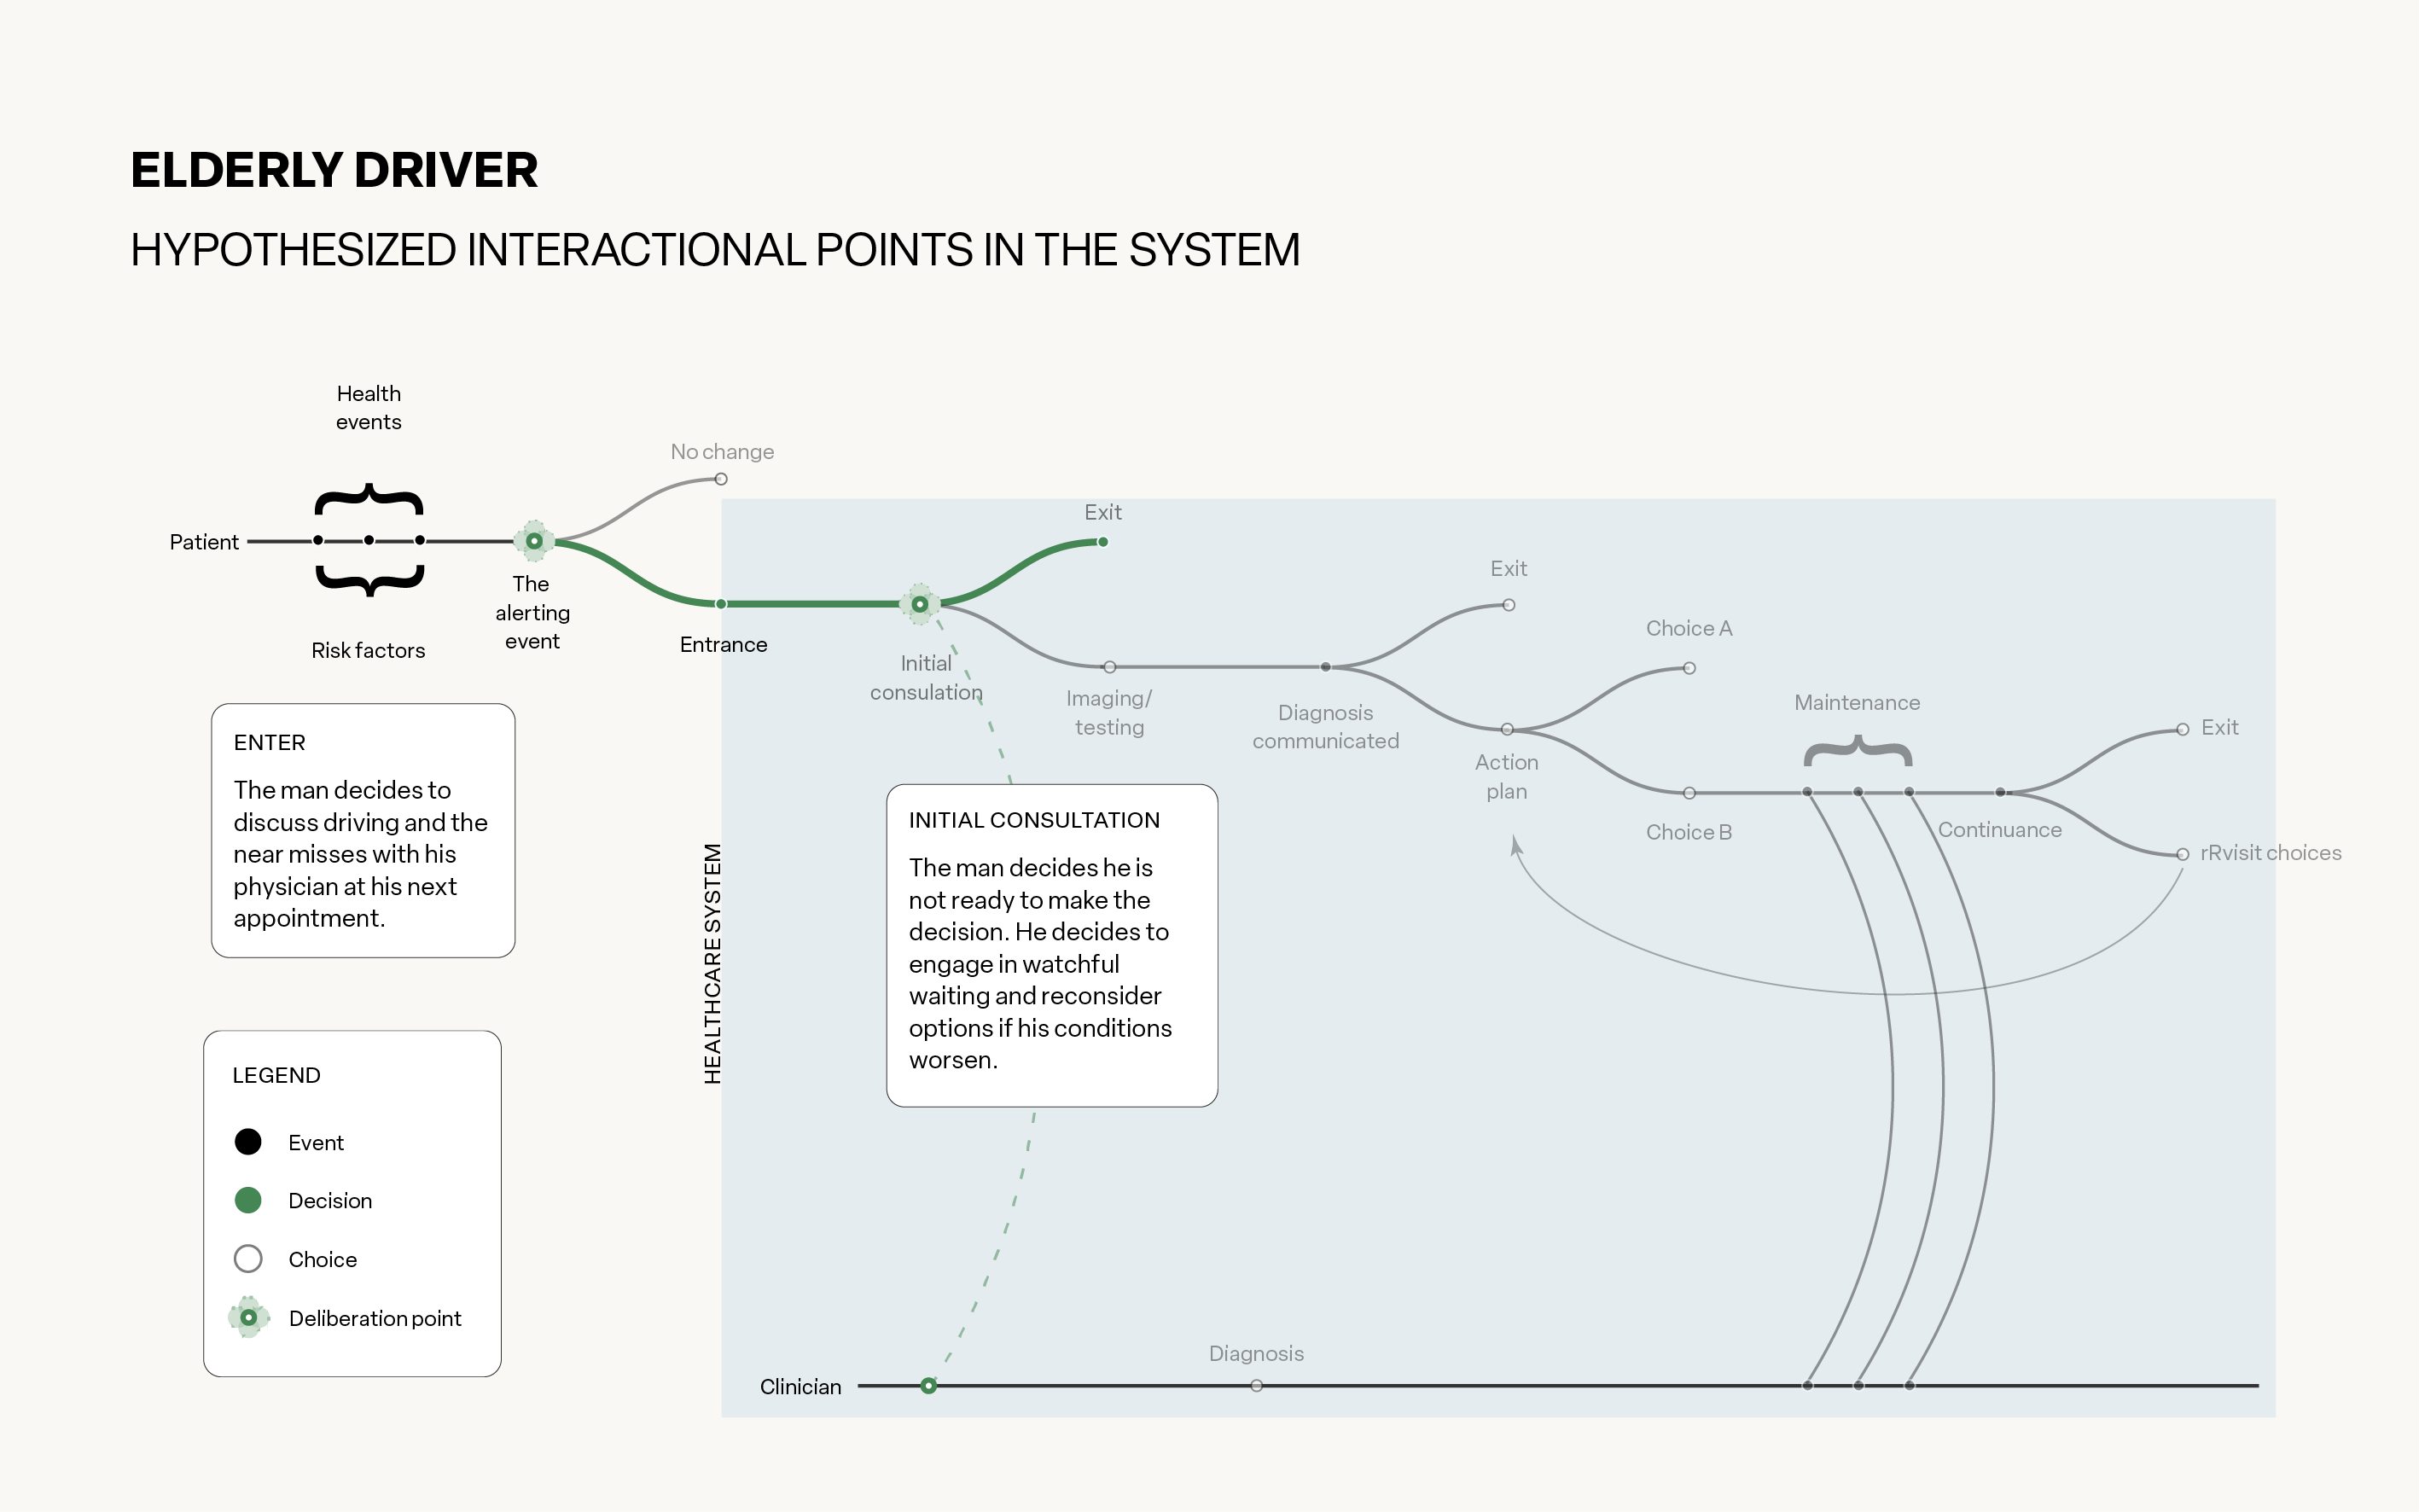 ELDERLY DRIVER
HYPOTHESIZED INTERACTIONAL POINTS IN THE SYSTEM
Health
events
No change
Patient
Risk factors
The
alerting
event
Entrance
Exit
Initial
consulation
Imaging/
testing
Diagnosis
communicated
Exit
Action
plan
Choice A
Choice B
Maintenance
Continuance
Exit
rRvisit choices
ENTER
The man decides to
discuss driving and the
near misses with his
physician at his next
appointment.
HEALTHCARE SYSTEM
INITIAL CONSULTATION
The man decides he is
not ready to make the
decision. He decides to
engage in watchful
waiting and reconsider
options if his conditions
worsen.
LEGEND
Event
Decision
Choice
Deliberation point
Clinician
Diagnosis